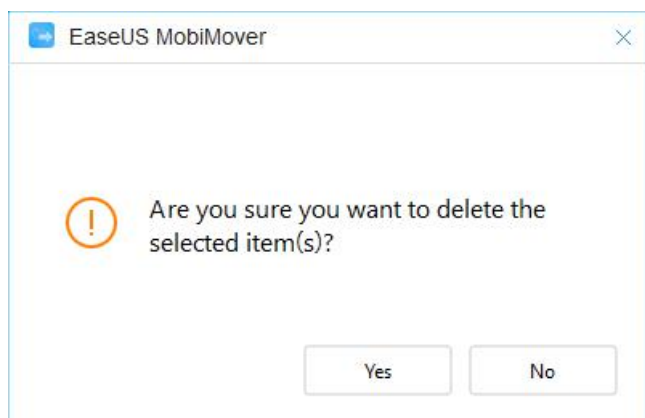 EaseUS MobiMover
Are you sure you want to delete the
selected item(s)?
Yes
No